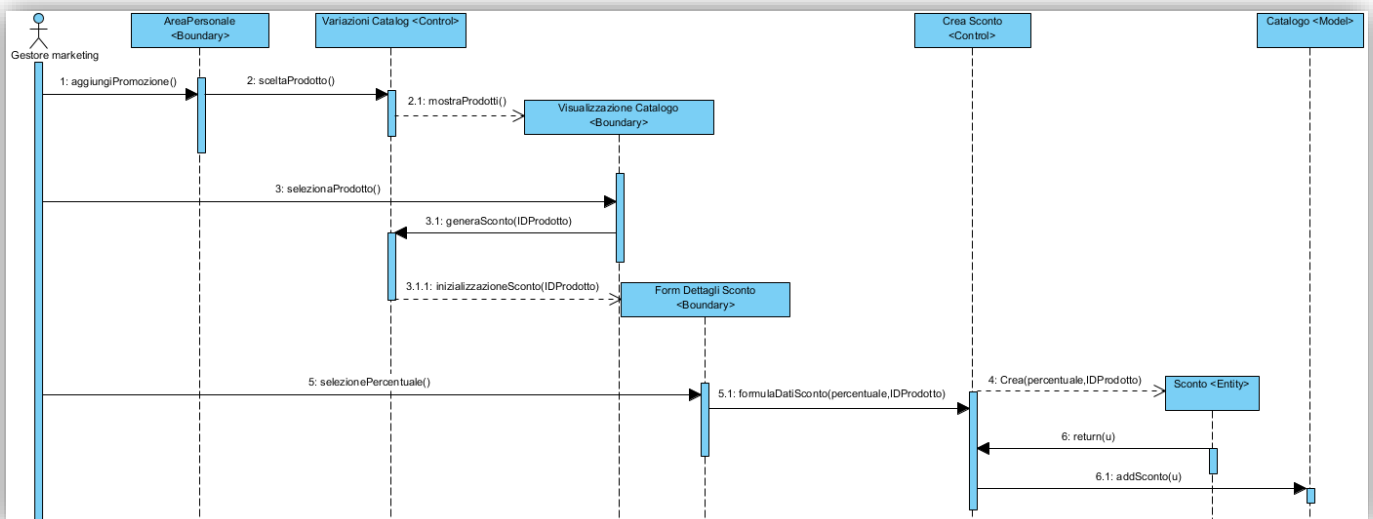 AreaPersonale
<Boundary>
Variazioni Catalog <Control>
Crea Sconto
<Control>
Catalogo <Model>
Gestore marketing
1: aggiungiPromozione()
2: sceltaProdotto()
2.1: mostraProdotti()
Visualizzazione Catalogo
<Boundary>
3: selezionaProdotto()
3.1: generaSconto(IDProdotto)
3.1.1: inizializzazioneSconto(IDProdotto)
Form Dettagli Sconto
<Boundary>
5: selezionePercentuale()
5.1: formulaDatiSconto(percentuale,IDProdotto)
4: Crea(percentuale,IDProdotto)
Sconto <Entity>
6: return(u)
6.1: addSconto(u)